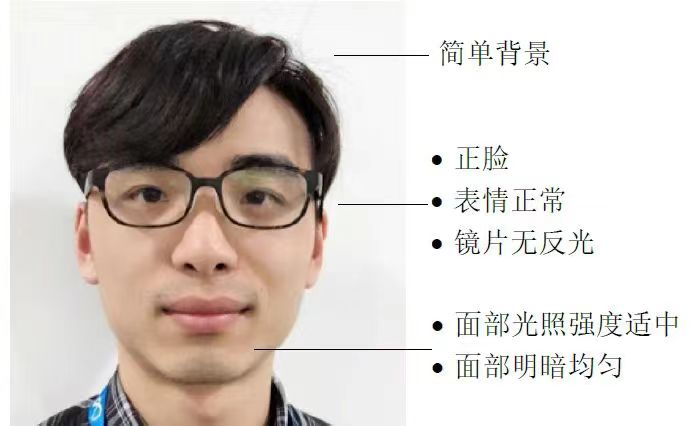 简单背景
• 正脸
• 表情正常
• 镜片无反光
• 面部光照强度适中
• 面部明暗均匀